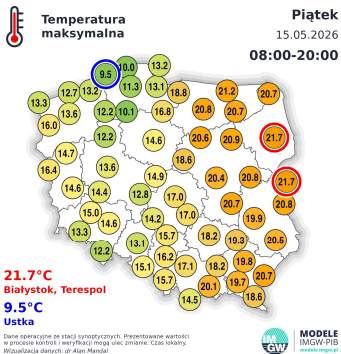 Temperatura
maksymalna
Piątek
15.05.2026
08:00-20:00
9.5 10.0 13.2
13.3 12.7 13.2 11.3 13.1 18.8 21.2 20.7
16.0 13.6 12.2 10.1 16.8 20.8 20.7
12.2 14.6 20.6 20.9 21.7
14.7 18.6
16.4 13.6 14.9 20.4 20.8 21.7
14.6 14.4 12.8 17.0
15.0 14.2 17.0 20.7 19.9 20.8
13.3 14.6
12.2 13.1 15.7 18.2 19.3 20.6
15.1 16.2 17.1 18.2 19.8
15.7 20.1 19.7 20.7
14.5 18.6
21.7°C
Białystok, Terespol
9.5°C
Ustka
Dane operacyjne ze stacji synoptycznych. Prezentowane wartości
w procesie kontroli i weryfikacji mogą ulec zmianie. Czas lokalny.
Wizualizacja danych: dr Alan Mandal
MODELE
IMGW-PIB
modele.imgw.pl